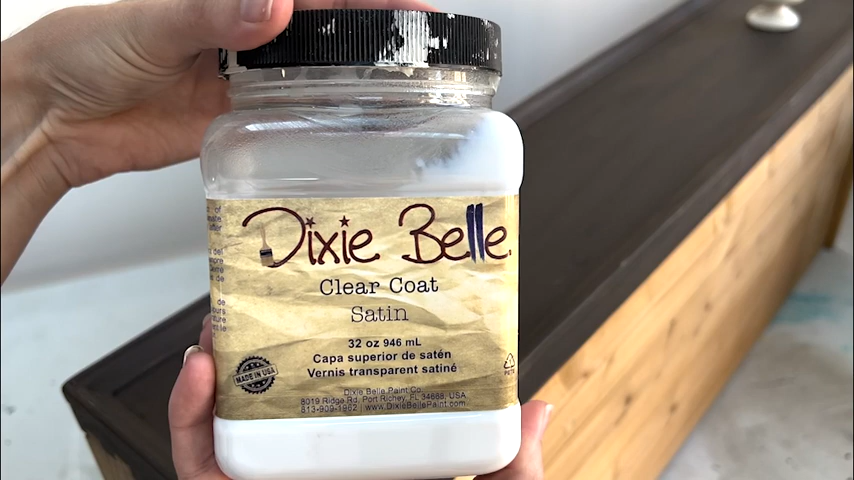 Dixie Belle
Clear Coat
Satin
32 oz 946 mL
Capa superior de satén
Vernis transparent satiné
MADE IN USA
Dixie Belle Paint Co.
8019 Ridge Rd. Port Richey, FL 34668, USA
813-909-1962 | www.DixieBellePaint.com